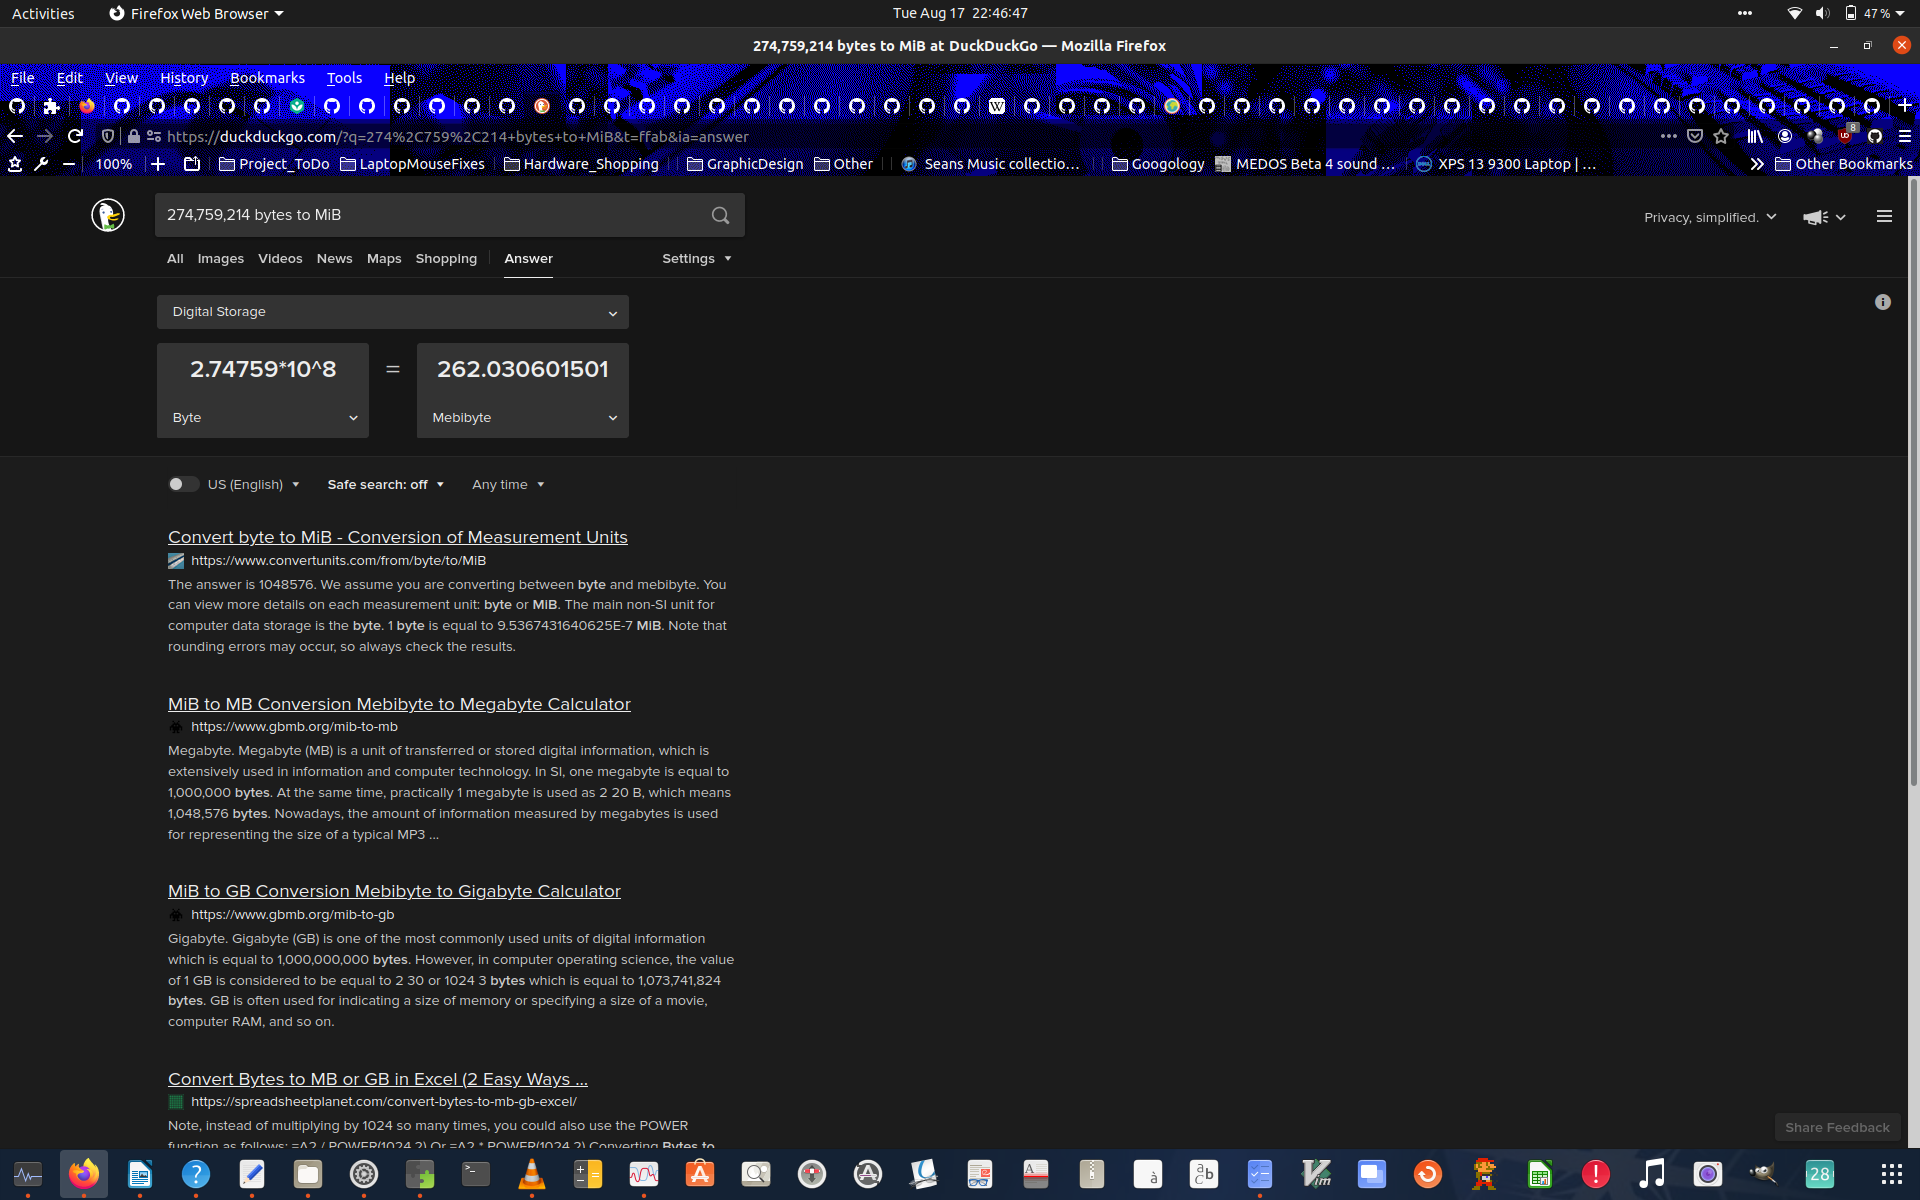 Activities
Firefox Web Browser
Tue Aug 17 22:46:47
47 %
274,759,214 bytes to MiB at DuckDuckGo — Mozilla Firefox
File Edit View History Bookmarks Tools Help
https://duckduckgo.com/?q=274%2C759%2C214+bytes+to+MiB&t=ffab&ia=answer
8
100%
Project_ToDo
LaptopMouseFixes
Hardware_Shopping
GraphicDesign
Other
Seans Music collectio…
Googology
MEDOS Beta 4 sound …
XPS 13 9300 Laptop | …
Other Bookmarks
274,759,214 bytes to MiB
Privacy, simplified.
All Images Videos News Maps Shopping Answer Settings
Digital Storage
2.74759*10^8 = 262.030601501
Byte Mebibyte
US (English) Safe search: off Any time
Convert byte to MiB - Conversion of Measurement Units
https://www.convertunits.com/from/byte/to/MiB
The answer is 1048576. We assume you are converting between byte and mebibyte. You
can view more details on each measurement unit: byte or MiB. The main non-SI unit for
computer data storage is the byte. 1 byte is equal to 9.5367431640625E-7 MiB. Note that
rounding errors may occur, so always check the results.
MiB to MB Conversion Mebibyte to Megabyte Calculator
https://www.gbmb.org/mib-to-mb
Megabyte. Megabyte (MB) is a unit of transferred or stored digital information, which is
extensively used in information and computer technology. In SI, one megabyte is equal to
1,000,000 bytes. At the same time, practically 1 megabyte is used as 2 20 B, which means
1,048,576 bytes. Nowadays, the amount of information measured by megabytes is used
for representing the size of a typical MP3 ...
MiB to GB Conversion Mebibyte to Gigabyte Calculator
https://www.gbmb.org/mib-to-gb
Gigabyte. Gigabyte (GB) is one of the most commonly used units of digital information
which is equal to 1,000,000,000 bytes. However, in computer operating science, the value
of 1 GB is considered to be equal to 2 30 or 1024 3 bytes which is equal to 1,073,741,824
bytes. GB is often used for indicating a size of memory or specifying a size of a movie,
computer RAM, and so on.
Convert Bytes to MB or GB in Excel (2 Easy Ways ...
https://spreadsheetplanet.com/convert-bytes-to-mb-gb-excel/
Note, instead of multiplying by 1024 so many times, you could also use the POWER
function as follows: =A2 / POWER(1024,2) Or =A2 * POWER(1024,2) Converting Bytes to
Share Feedback
28